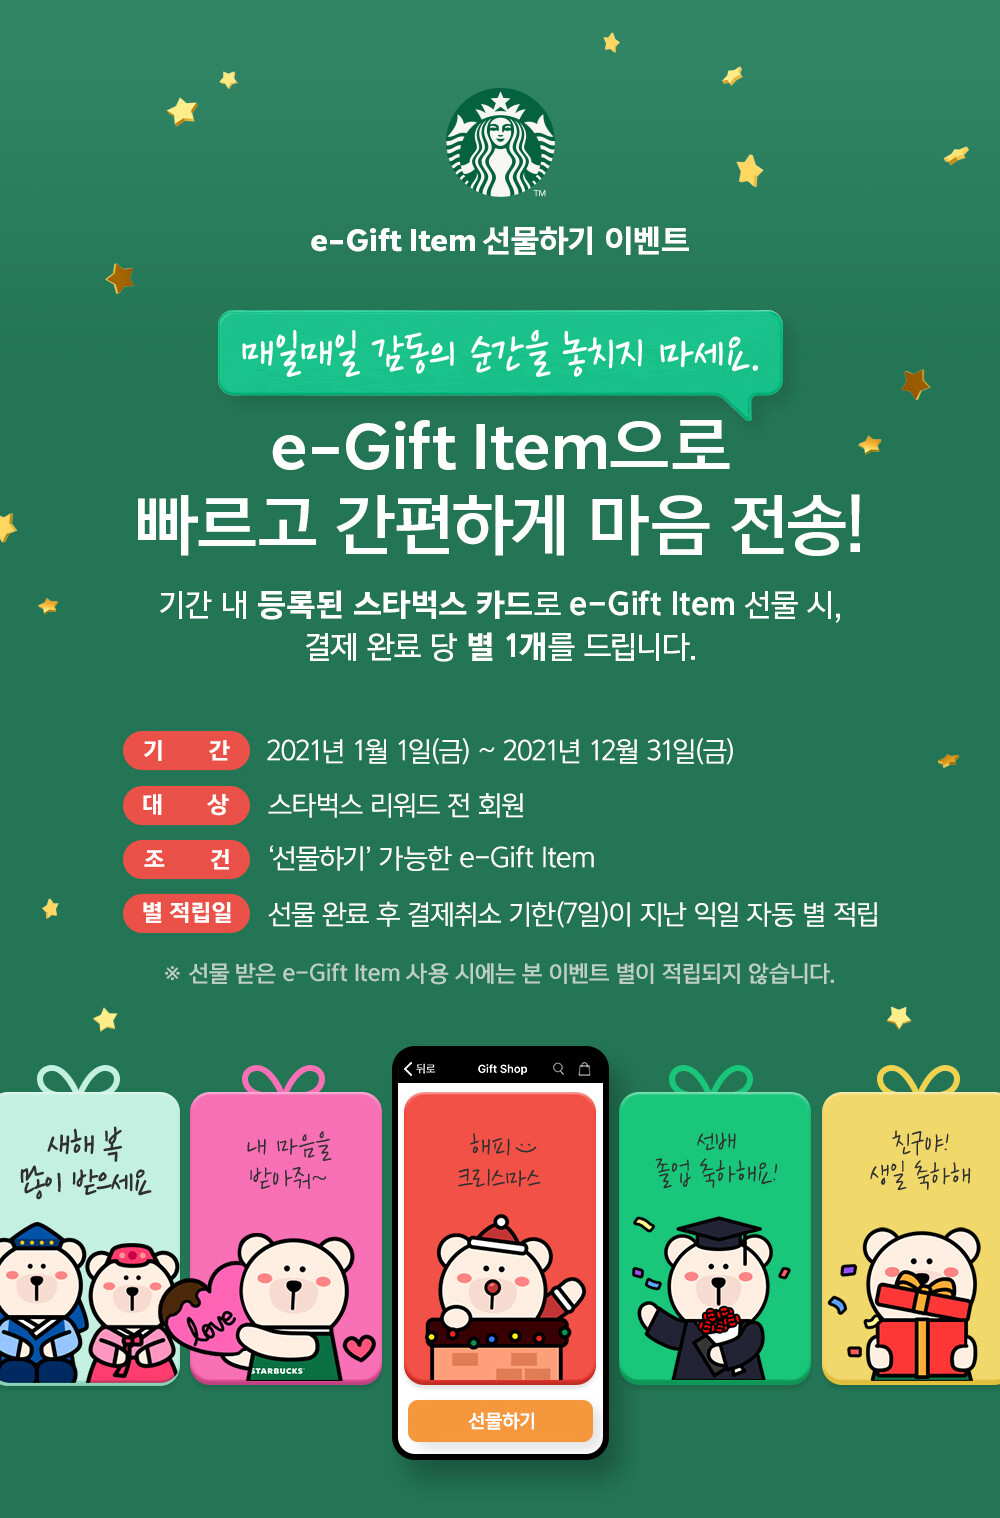 TM
e-Gift Item 선물하기 이벤트
매일매일 감동의 순간을 놓치지 마세요.
e-Gift Item으로
빠르고 간편하게 마음 전송!
기간 내 등록된 스타벅스 카드로 e-Gift Item 선물 시,
결제 완료 당 별 1개를 드립니다.
기 간 2021년 1월 1일(금) ~ 2021년 12월 31일(금)
대 상 스타벅스 리워드 전 회원
조 건 ‘선물하기’ 가능한 e-Gift Item
별 적립일 선물 완료 후 결제취소 기한(7일)이 지난 익일 자동 별 적립
※ 선물 받은 e-Gift Item 사용 시에는 본 이벤트 별이 적립되지 않습니다.
새해 복
많이 받으세요
내 마음을
받아줘~
love
STARBUCKS
뒤로 Gift Shop
해피
크리스마스
선물하기
선배
졸업 축하해요!
친구야!
생일 축하해